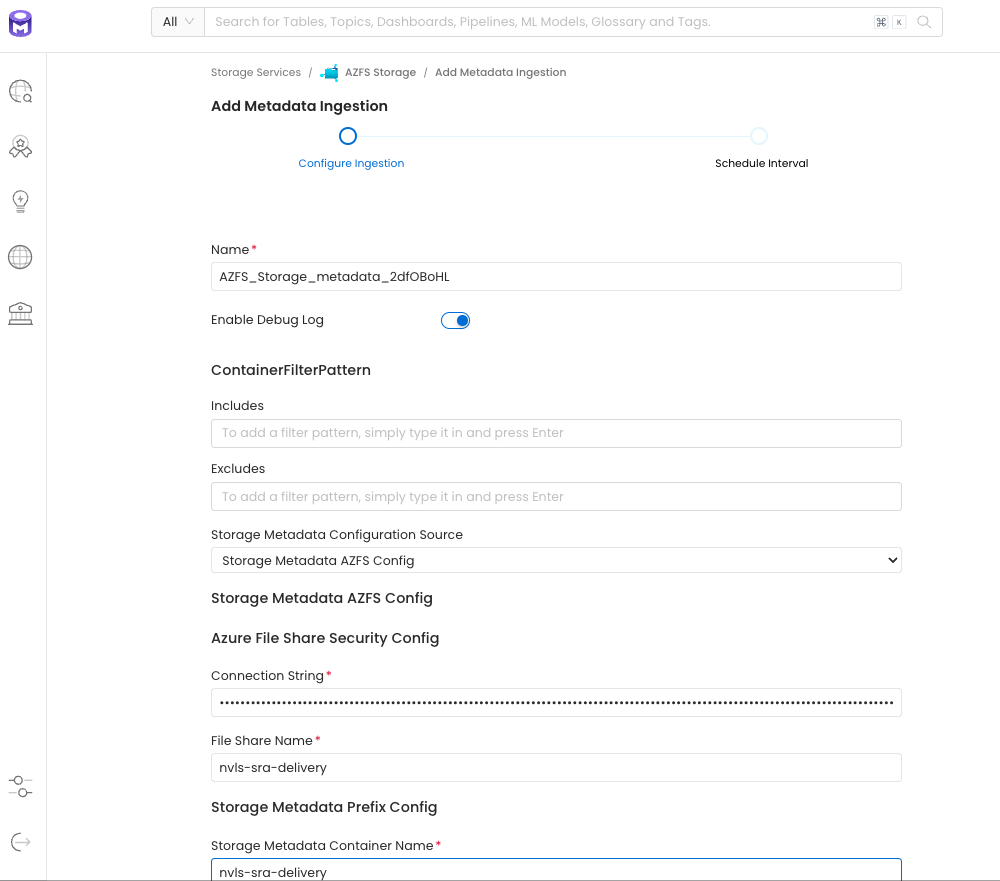 All Search for Tables, Topics, Dashboards, Pipelines, ML Models, Glossary and Tags. ⌘ K
Storage Services / AZFS Storage / Add Metadata Ingestion
Add Metadata Ingestion
Configure Ingestion Schedule Interval
Name*
AZFS_Storage_metadata_2dfOBoHL
Enable Debug Log
ContainerFilterPattern
Includes
To add a filter pattern, simply type it in and press Enter
Excludes
To add a filter pattern, simply type it in and press Enter
Storage Metadata Configuration Source
Storage Metadata AZFS Config
Storage Metadata AZFS Config
Azure File Share Security Config
Connection String*
File Share Name*
nvls-sra-delivery
Storage Metadata Prefix Config
Storage Metadata Container Name*
nvls-sra-delivery